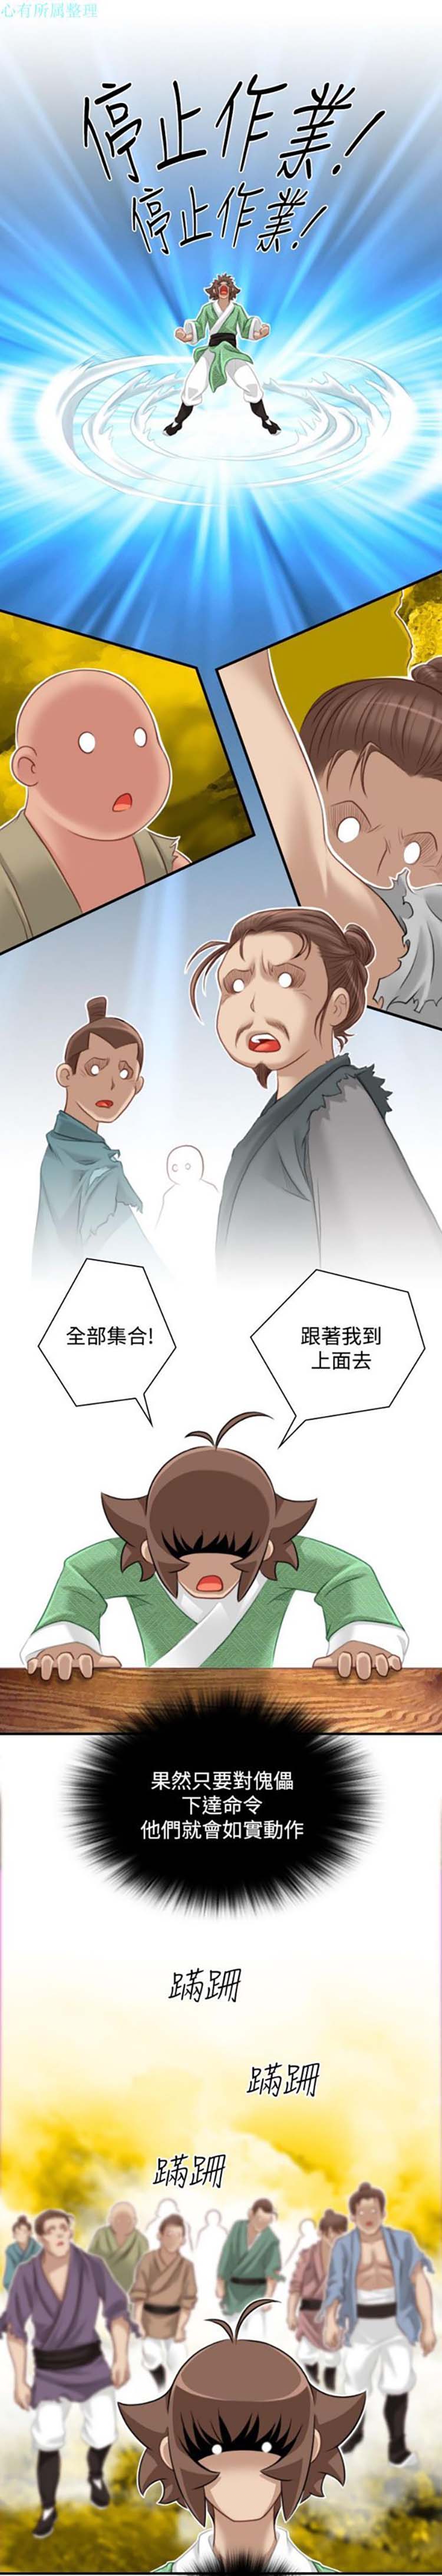 心有所属整理
停止作業!
停止作業!
全部集合!
跟著我到
上面去
果然只要對傀儡
下達命令
他們就會如實動作
蹣跚
蹣跚
蹣跚